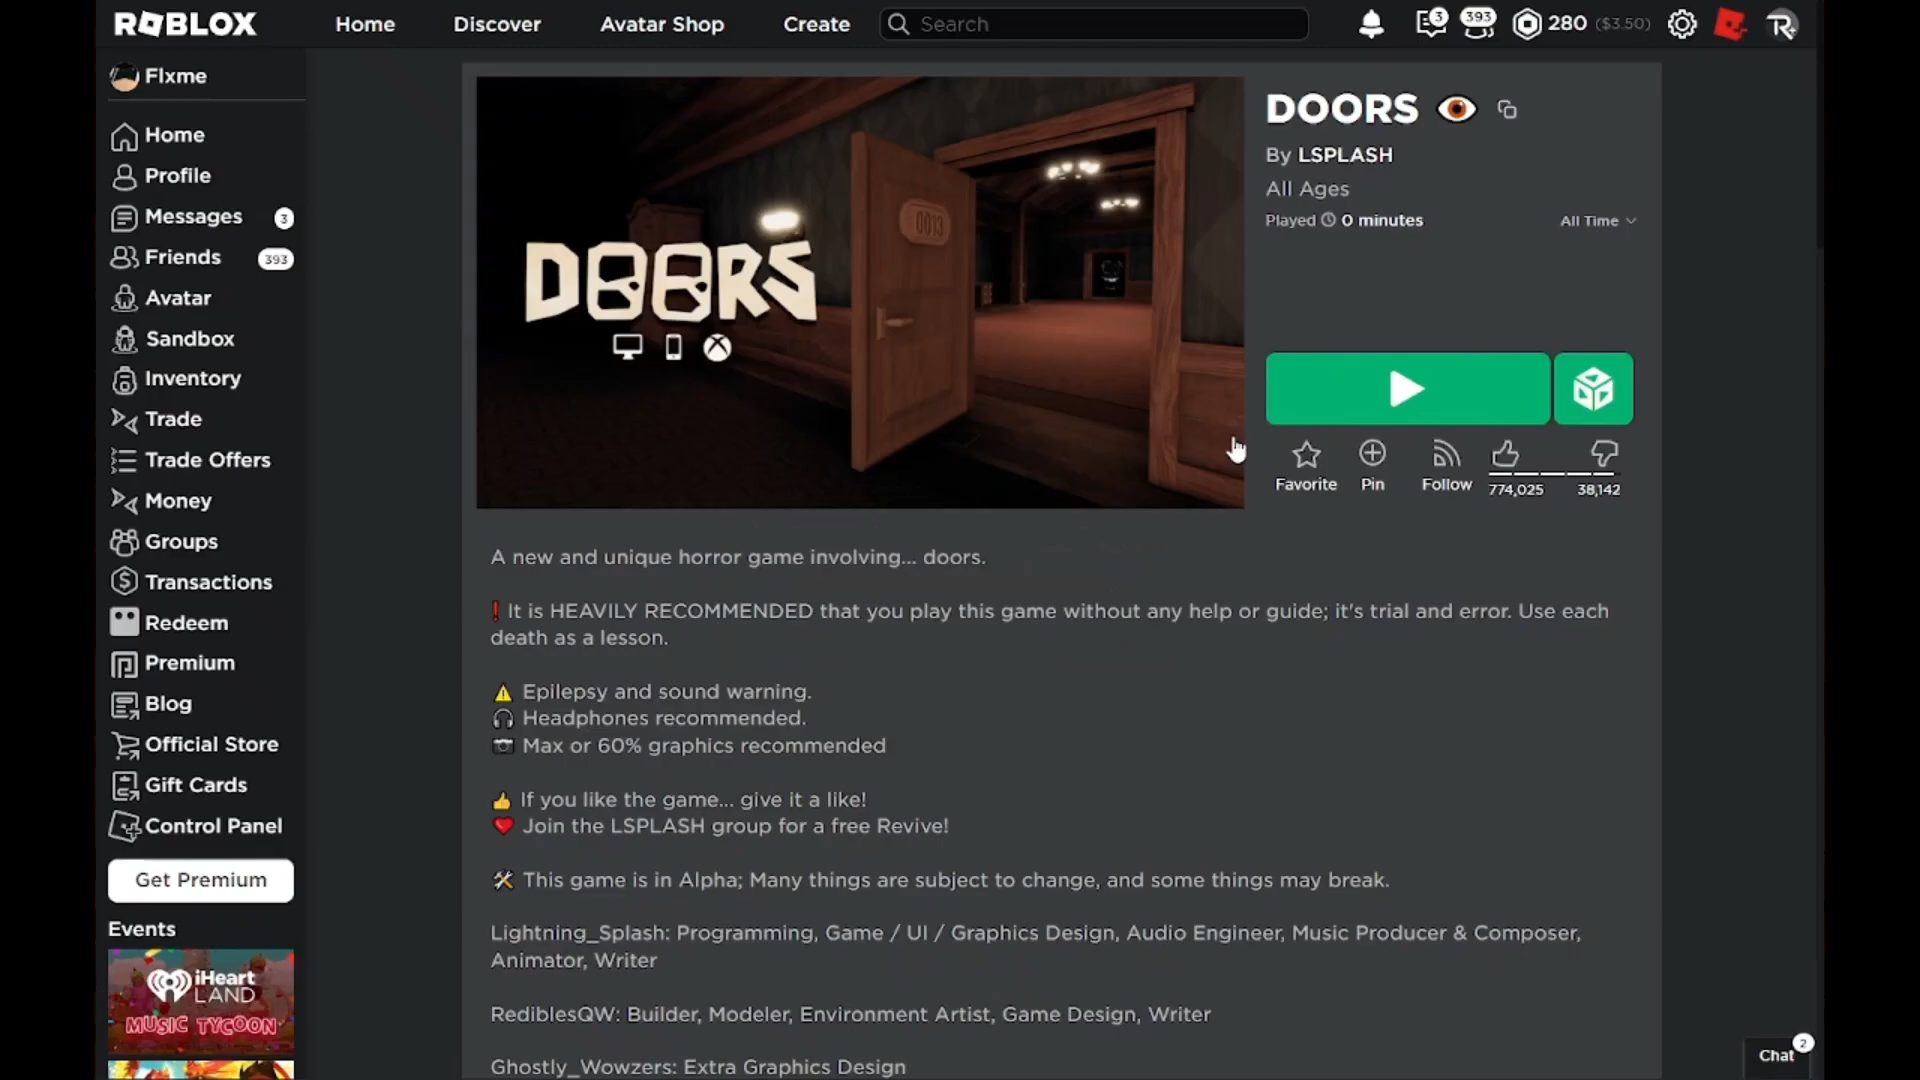 ROBLOX Home Discover Avatar Shop Create Search 3 393 280 ($3.50)
Flxme
Home
Profile
Messages 3
Friends 393
Avatar
Sandbox
Inventory
Trade
Trade Offers
Money
Groups
Transactions
Redeem
Premium
Blog
Official Store
Gift Cards
Control Panel
Get Premium
Events
iHeart
LAND
MUSIC TYCOON
0013
DOORS
DOORS
By LSPLASH
All Ages
Played 0 minutes All Time
Favorite Pin Follow 774,025 38,142
A new and unique horror game involving... doors.
❗It is HEAVILY RECOMMENDED that you play this game without any help or guide; it's trial and error. Use each
death as a lesson.
⚠️ Epilepsy and sound warning.
🎧 Headphones recommended.
📷 Max or 60% graphics recommended
👍 If you like the game... give it a like!
❤️ Join the LSPLASH group for a free Revive!
🛠️ This game is in Alpha; Many things are subject to change, and some things may break.
Lightning_Splash: Programming, Game / UI / Graphics Design, Audio Engineer, Music Producer & Composer,
Animator, Writer
RediblesQW: Builder, Modeler, Environment Artist, Game Design, Writer
Ghostly_Wowzers: Extra Graphics Design
Chat 2